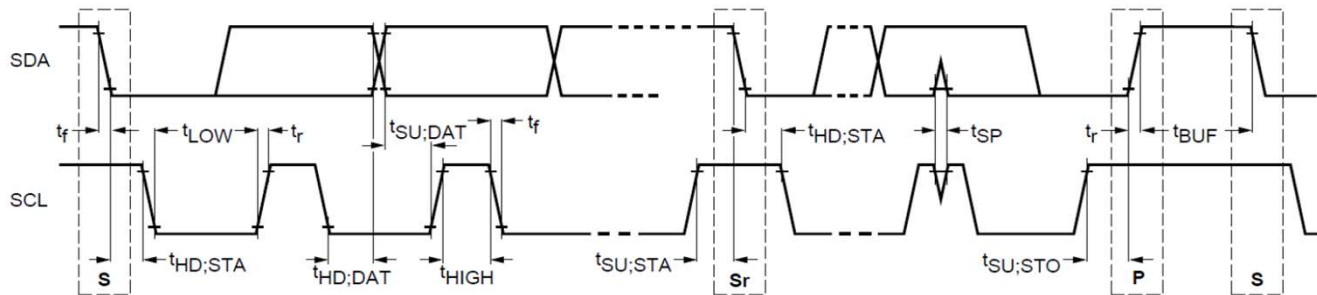 SDA
t_f t_LOW t_r t_SU;DAT t_f t_HD;STA t_SP t_r t_BUF
SCL
S t_HD;STA t_HD;DAT t_HIGH t_SU;STA Sr t_SU;STO P S